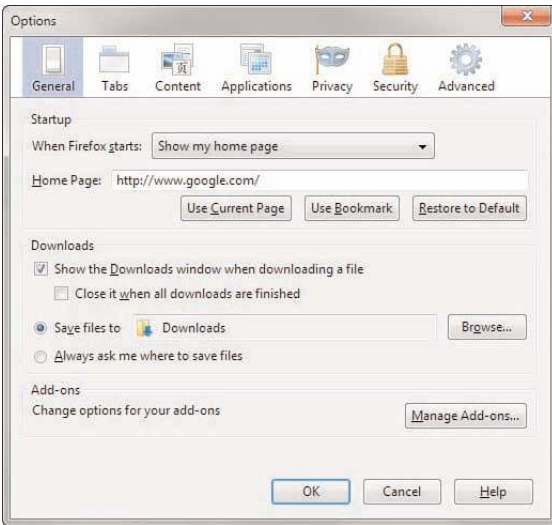 Options
General Tabs Content Applications Privacy Security Advanced
Startup
When Firefox starts: Show my home page
Home Page: http://www.google.com/
Use Current Page Use Bookmark Restore to Default
Downloads
Show the Downloads window when downloading a file
Close it when all downloads are finished
Save files to Downloads Browse...
Always ask me where to save files
Add-ons
Change options for your add-ons Manage Add-ons...
OK Cancel Help